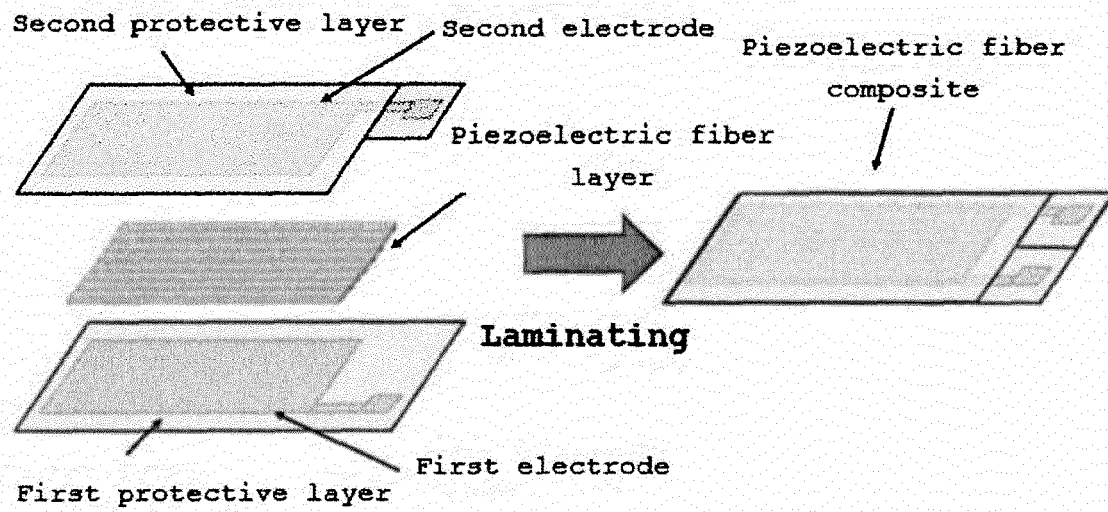 Second protective layer
Second electrode
Piezoelectric fiber
composite
Piezoelectric fiber
layer
Laminating
First electrode
First protective layer